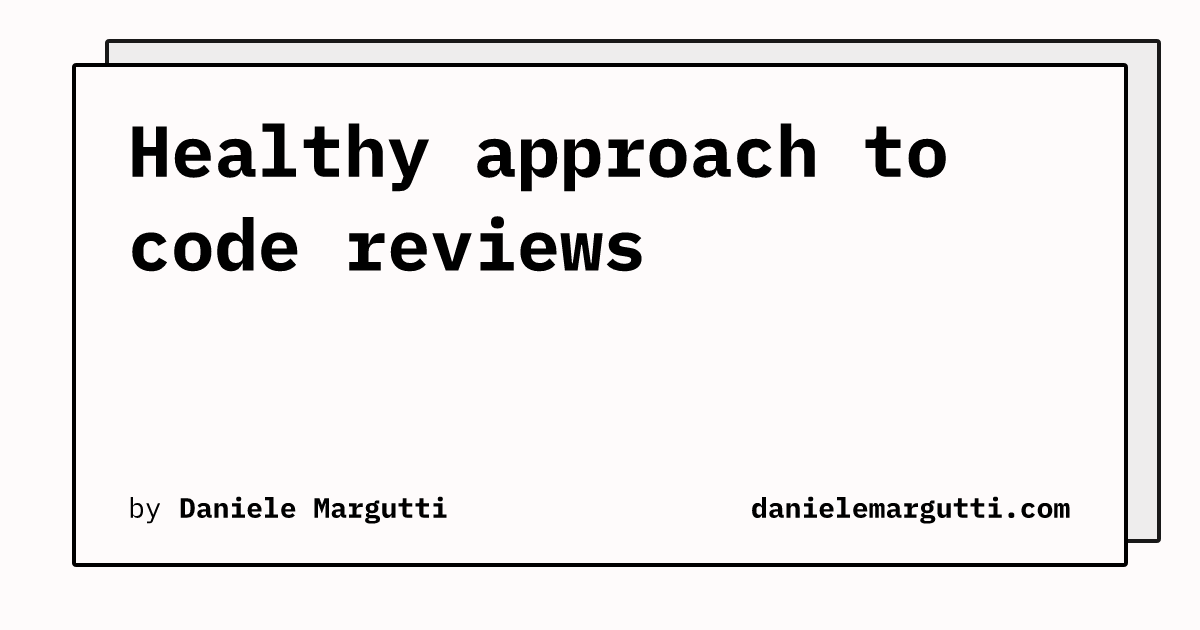 Healthy approach to
code reviews
by Daniele Margutti
danielemargutti.com